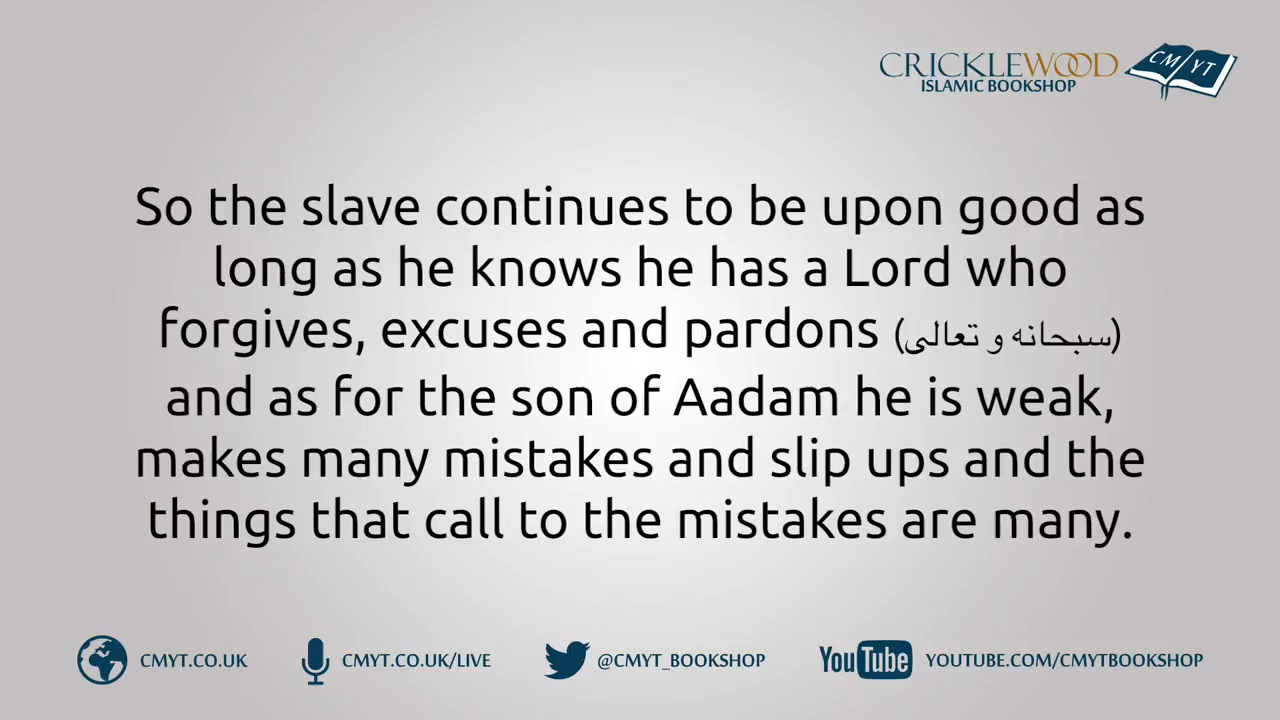 CRICKLEWOOD
ISLAMIC BOOKSHOP
CM YT
So the slave continues to be upon good as
long as he knows he has a Lord who
forgives, excuses and pardons (سبحانه و تعالى)
and as for the son of Aadam he is weak,
makes many mistakes and slip ups and the
things that call to the mistakes are many.
CMYT.CO.UK
CMYT.CO.UK/LIVE
@CMYT_BOOKSHOP
YouTube
YOUTUBE.COM/CMYTBOOKSHOP